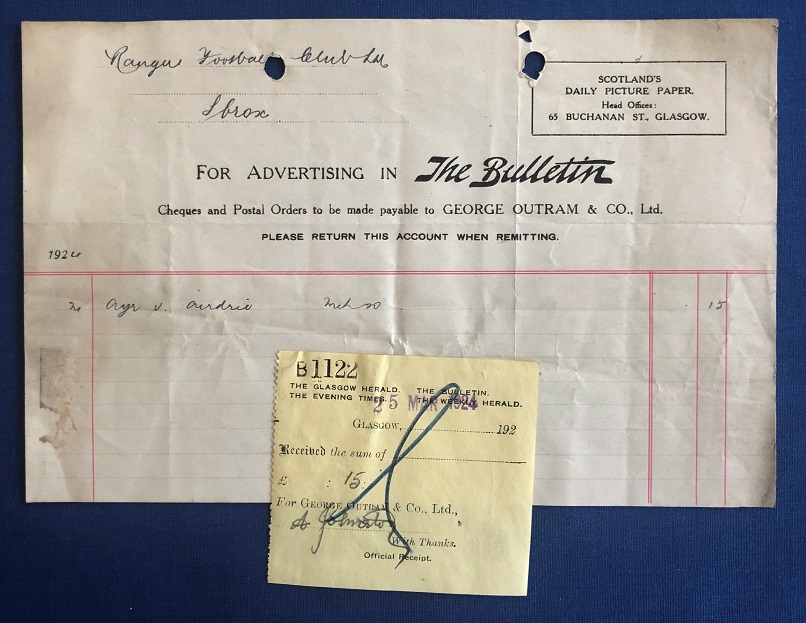 Rangers Football Club Ltd
Ibrox
SCOTLAND'S
DAILY PICTURE PAPER.
Head Offices:
65 BUCHANAN ST., GLASGOW.
FOR ADVERTISING IN The Bulletin
Cheques and Postal Orders to be made payable to GEORGE OUTRAM & CO., Ltd.
PLEASE RETURN THIS ACCOUNT WHEN REMITTING.
1924
Ayr v. Airdrie 15
B1122
THE GLASGOW HERALD. THE BULLETIN.
THE EVENING TIMES. THE WEEKLY HERALD.
25 MAR 1924
GLASGOW, 192
Received the sum of
£ : 15 :
For GEORGE OUTRAM & Co., Ltd.,
A Johnston
With Thanks.
Official Receipt.